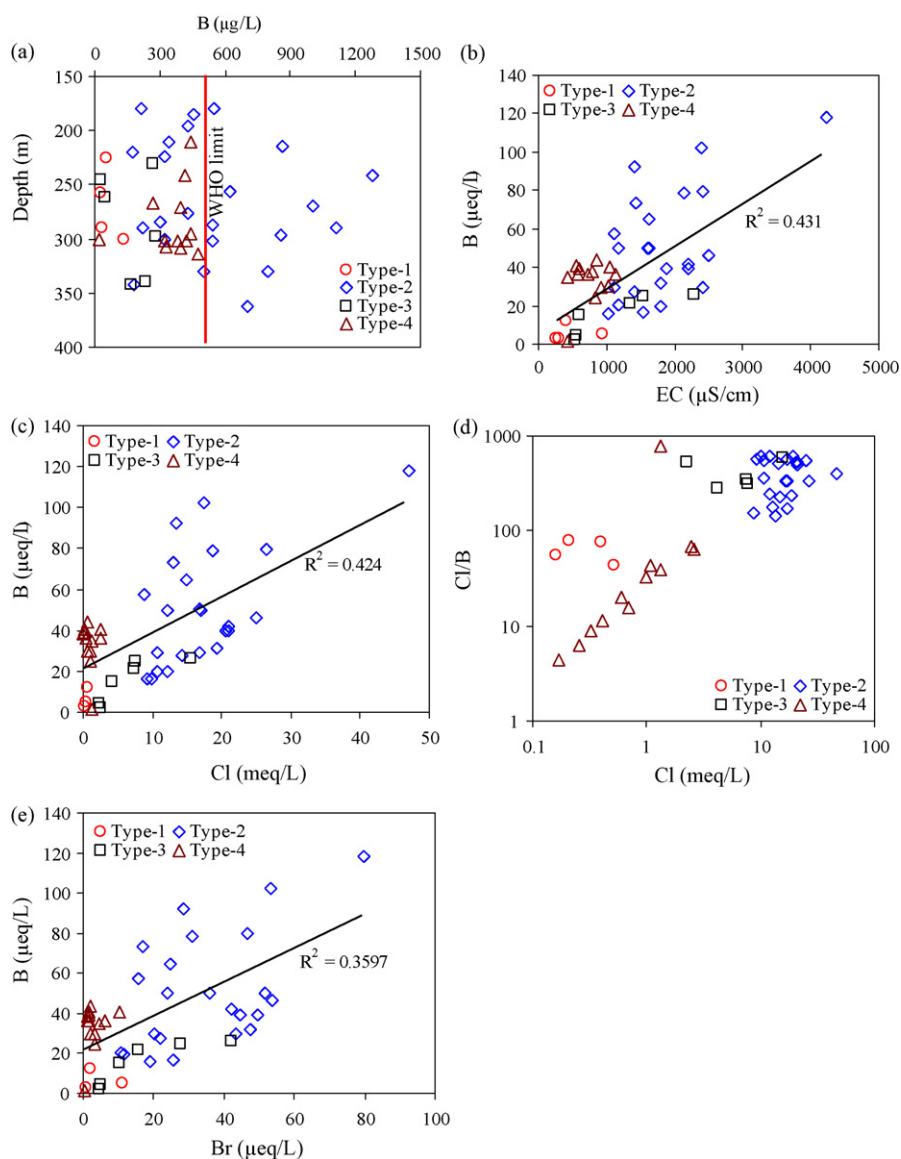 B (µg/L)
(a)
0 300 600 900 1200 1500
150
200
250
300
350
400
Depth (m)
WHO limit
Type-1
Type-2
Type-3
Type-4
(b)
140
120
100
80
60
40
20
0
B (µeq/l)
Type-1 Type-2
Type-3 Type-4
R² = 0.431
0 1000 2000 3000 4000 5000
EC (µS/cm)
(c)
140
120
100
80
60
40
20
0
B (µeq/l)
Type-1 Type-2
Type-3 Type-4
R² = 0.424
0 10 20 30 40 50
Cl (meq/L)
(d)
1000
100
10
1
Cl/B
Type-1 Type-2
Type-3 Type-4
0.1 1 10 100
Cl (meq/L)
(e)
140
120
100
80
60
40
20
0
B (µeq/L)
Type-1 Type-2
Type-3 Type-4
R² = 0.3597
0 20 40 60 80 100
Br (µeq/L)